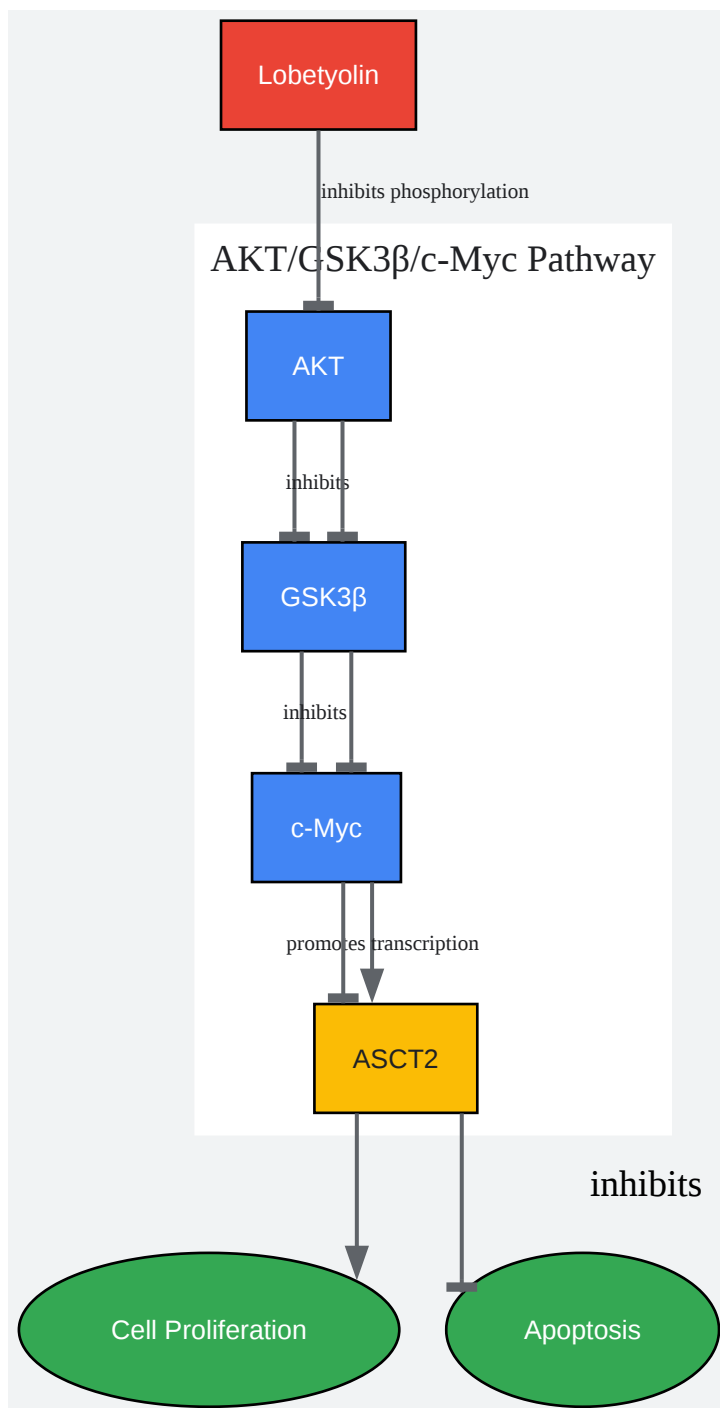 Lobetyolin
inhibits phosphorylation
AKT/GSK3β/c-Myc Pathway
AKT
inhibits
GSK3β
inhibits
c-Myc
promotes transcription
ASCT2
inhibits
Cell Proliferation
Apoptosis